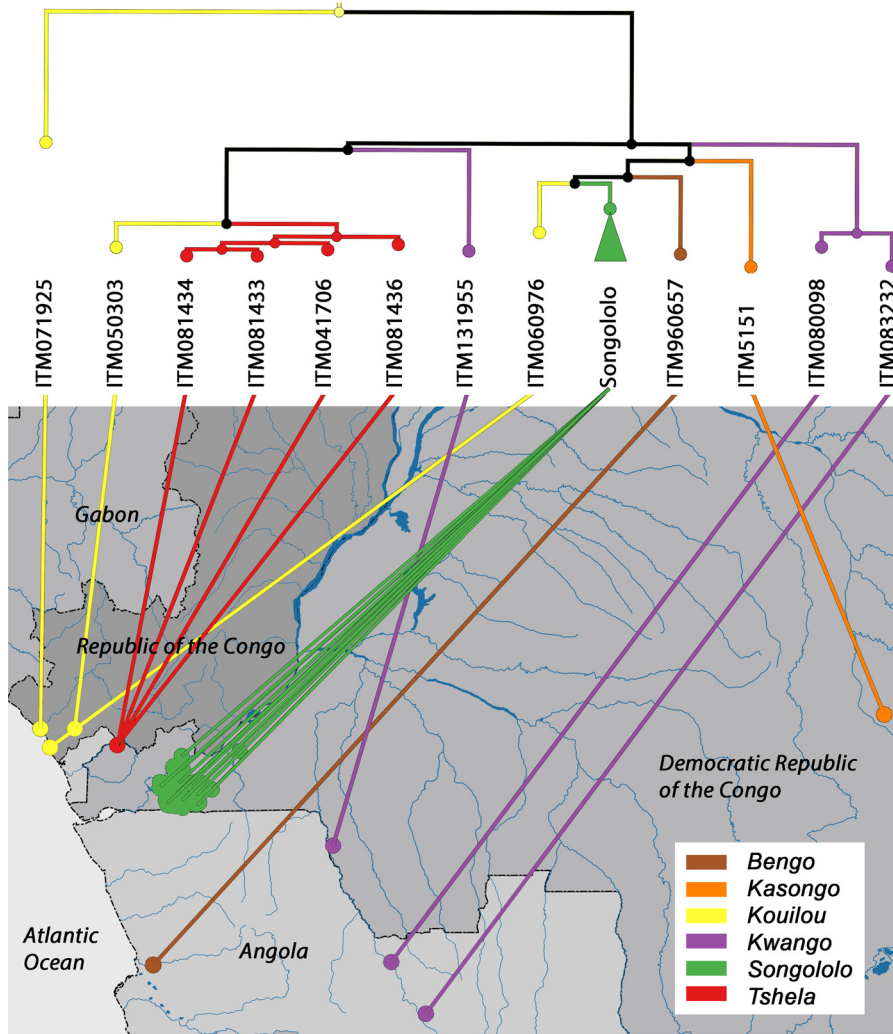 ITM071925
ITM050303
ITM081434
ITM081433
ITM041706
ITM081436
ITM131955
ITM060976
Songololo
ITM960657
ITM5151
ITM080098
ITM083232
Gabon
Republic of the Congo
Democratic Republic
of the Congo
Atlantic
Ocean
Angola
Bengo
Kasongo
Kouilou
Kwango
Songololo
Tshela